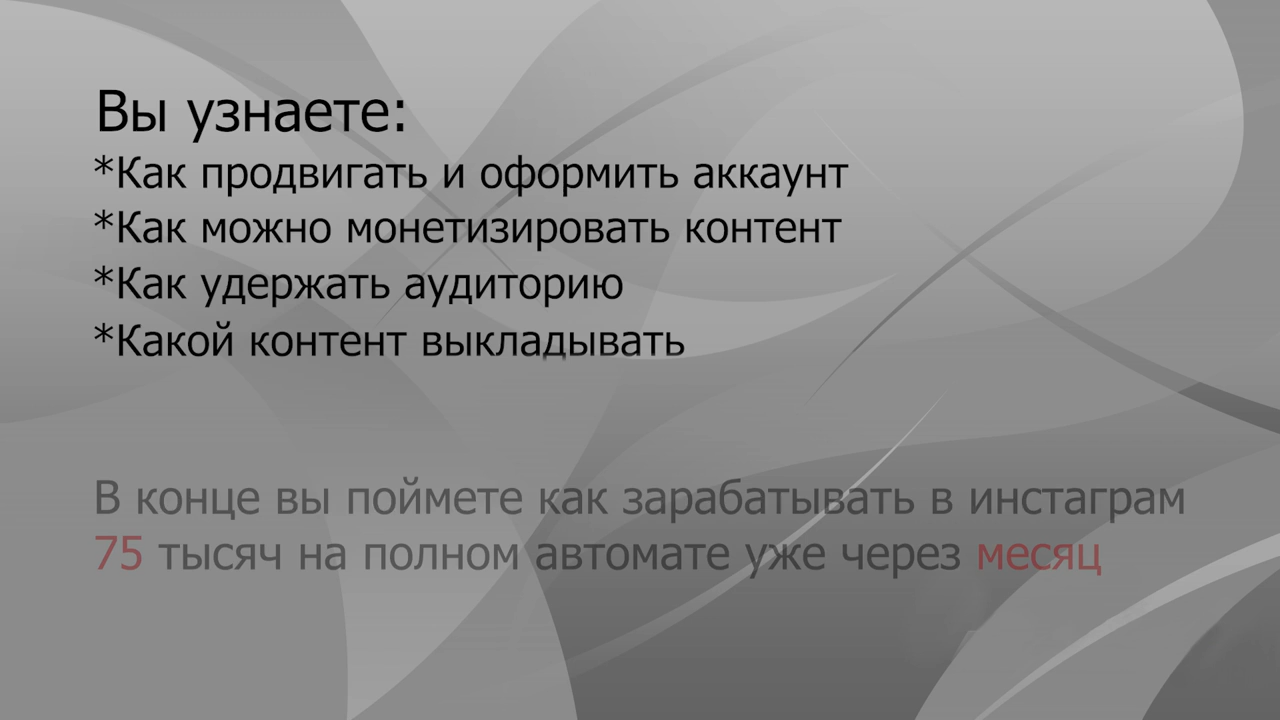 Вы узнаете:
*Как продвигать и оформить аккаунт
*Как можно монетизировать контент
*Как удержать аудиторию
*Какой контент выкладывать
В конце вы поймете как зарабатывать в инстаграм
75 тысяч на полном автомате уже через месяц